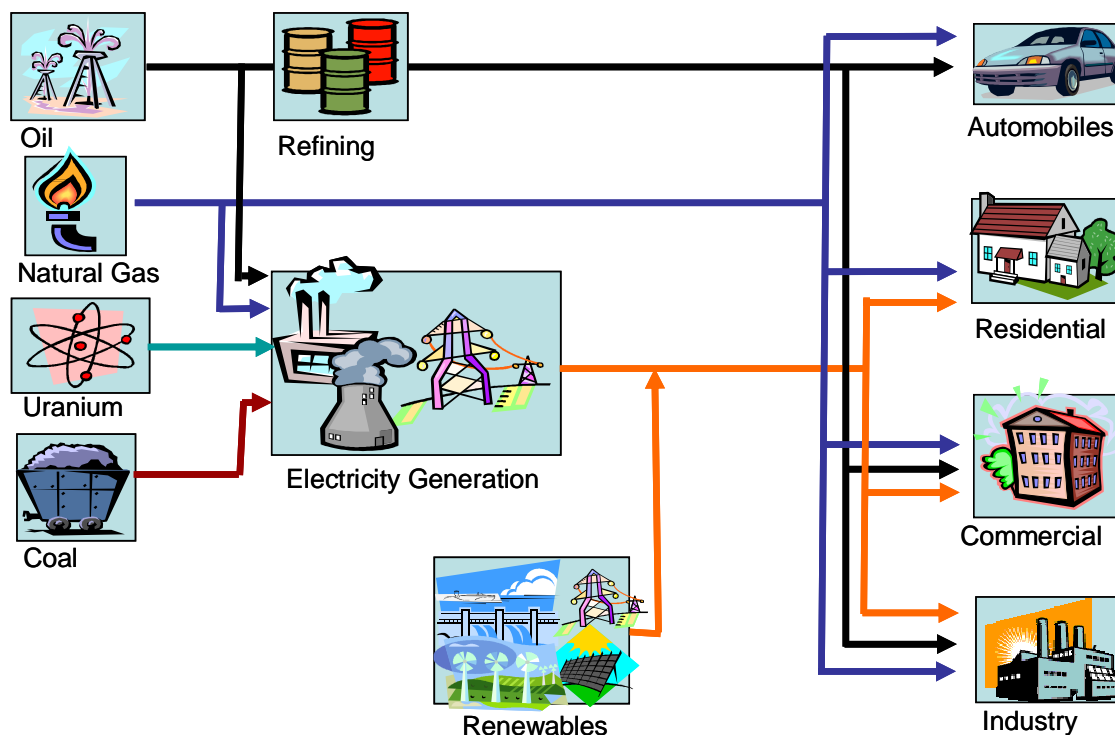 Oil
Refining
Automobiles
Natural Gas
Residential
Uranium
Electricity Generation
Commercial
Coal
Renewables
Industry